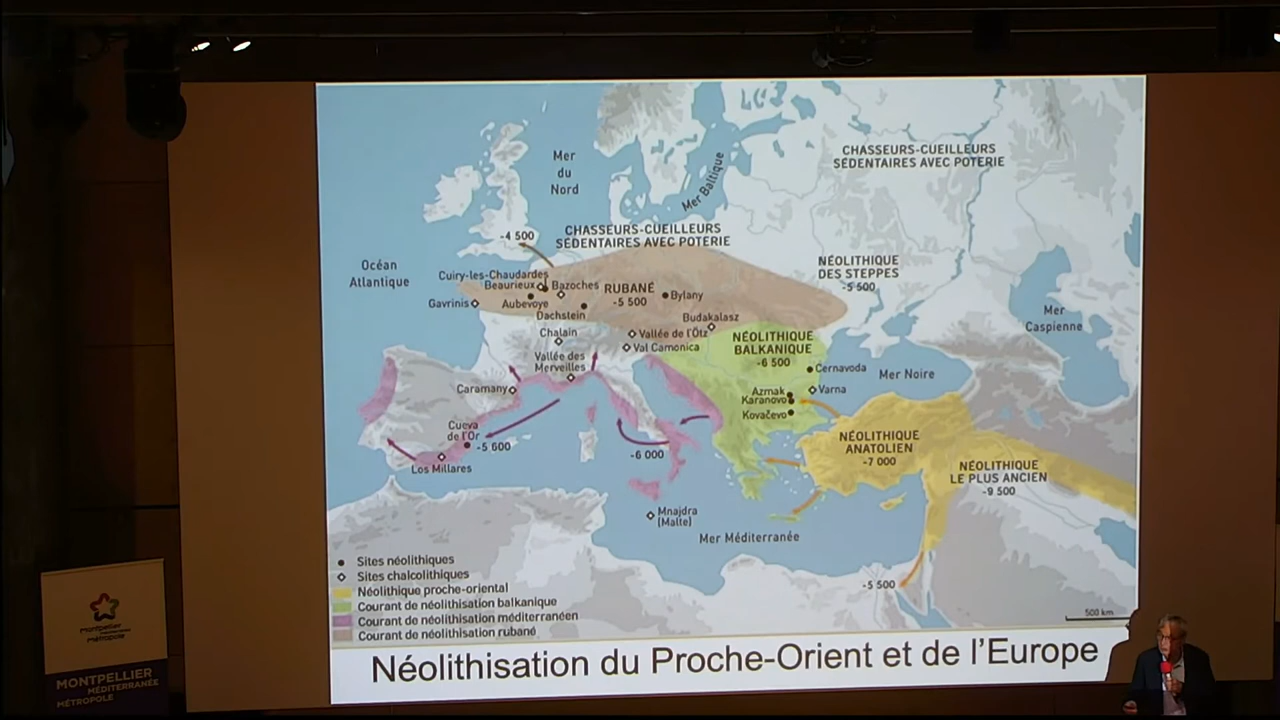 CHASSEURS-CUEILLEURS
SÉDENTAIRES AVEC POTERIE
Mer
du
Nord
Mer Baltique
-4 500
CHASSEURS-CUEILLEURS
SÉDENTAIRES AVEC POTERIE
Océan
Atlantique
NÉOLITHIQUE
DES STEPPES
-5 500
Cuiry-les-Chaudardes
Beaurieux
Bazoches
RUBANÉ
-5 500
Bylany
Gavrinis
Aubevoye
Dachstein
Budakalasz
Mer
Caspienne
Chalain
Vallée de l'Ötz
Val Camonica
NÉOLITHIQUE
BALKANIQUE
-6 500
Vallée des
Merveilles
Cernavoda
Mer Noire
Caramany
Azmak
Karanovo
Varna
Kovačevo
Cueva
de l'Or
-5 600
Los Millares
-6 000
NÉOLITHIQUE
ANATOLIEN
-7 000
NÉOLITHIQUE
LE PLUS ANCIEN
-9 500
Mnajdra
(Malte)
Mer Méditerranée
-5 500
Sites néolithiques
Sites chalcolithiques
Néolithique proche-oriental
Courant de néolithisation balkanique
Courant de néolithisation méditerranéen
Courant de néolithisation rubané
500 km
Néolithisation du Proche-Orient et de l'Europe
montpellier
métropole
MONTPELLIER
MÉDITERRANÉE
MÉTROPOLE